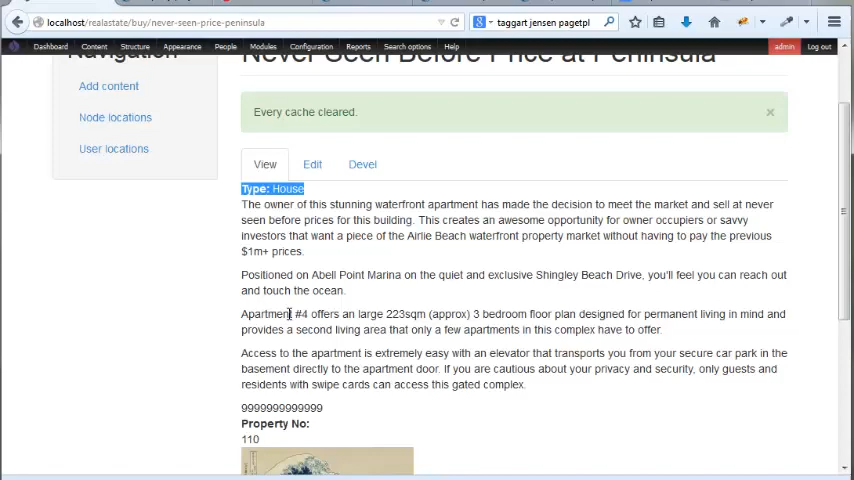 localhost/realastate/buy/never-seen-price-peninsula
taggart jensen pagetpl
Dashboard Content Structure Appearance People Modules Configuration Reports Search options Help admin Log out
Never Seen Before Price at Peninsula
Navigation
Add content
Node locations
User locations
Every cache cleared. ×
View Edit Devel
Type: House
The owner of this stunning waterfront apartment has made the decision to meet the market and sell at never
seen before prices for this building. This creates an awesome opportunity for owner occupiers or savvy
investors that want a piece of the Airlie Beach waterfront property market without having to pay the previous
$1m+ prices.
Positioned on Abell Point Marina on the quiet and exclusive Shingley Beach Drive, you'll feel you can reach out
and touch the ocean.
Apartment #4 offers an large 223sqm (approx) 3 bedroom floor plan designed for permanent living in mind and
provides a second living area that only a few apartments in this complex have to offer.
Access to the apartment is extremely easy with an elevator that transports you from your secure car park in the
basement directly to the apartment door. If you are cautious about your privacy and security, only guests and
residents with swipe cards can access this gated complex.
9999999999999
Property No:
110